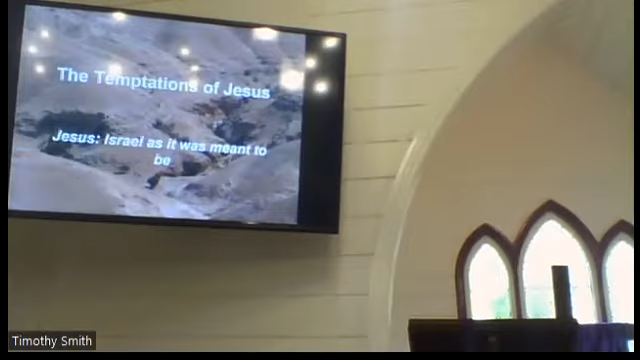 The Temptations of Jesus
Jesus: Israel as it was meant to
be
Timothy Smith